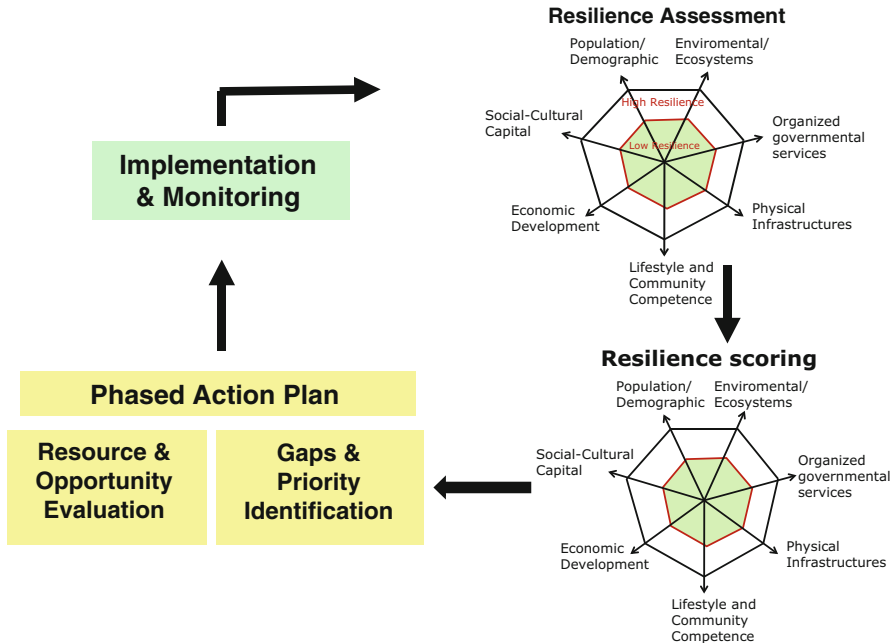 Resilience Assessment
Population/
Demographic
Enviromental/
Ecosystems
High Resilience
Social-Cultural
Capital
Low Resilience
Organized
governmental
services
Economic
Development
Physical
Infrastructures
Lifestyle and
Community
Competence
Implementation
& Monitoring
Resilience scoring
Population/
Demographic
Enviromental/
Ecosystems
Social-Cultural
Capital
Organized
governmental
services
Economic
Development
Physical
Infrastructures
Lifestyle and
Community
Competence
Phased Action Plan
Resource &
Opportunity
Evaluation
Gaps &
Priority
Identification